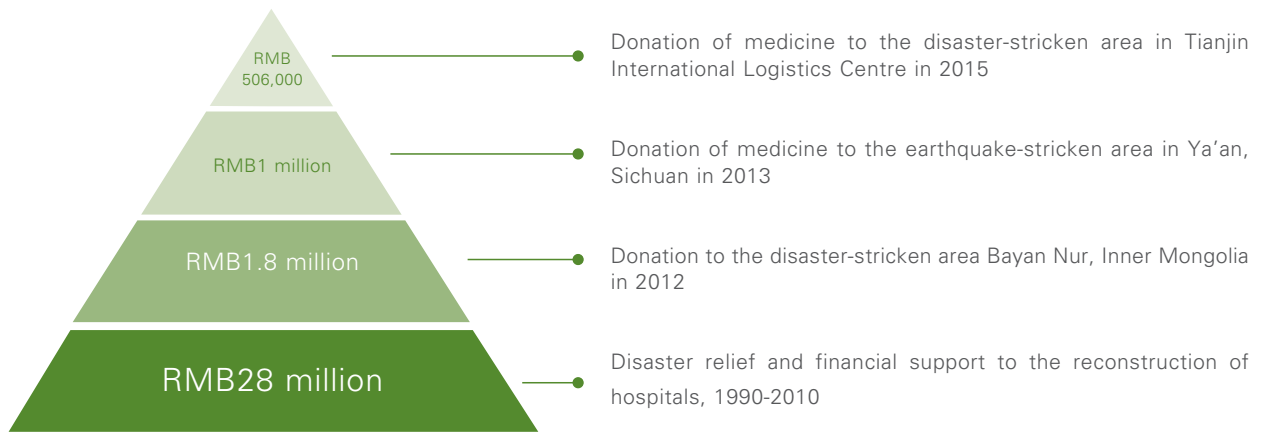 RMB
506,000
Donation of medicine to the disaster-stricken area in Tianjin
International Logistics Centre in 2015
RMB1 million
Donation of medicine to the earthquake-stricken area in Ya’an,
Sichuan in 2013
RMB1.8 million
Donation to the disaster-stricken area Bayan Nur, Inner Mongolia
in 2012
RMB28 million
Disaster relief and financial support to the reconstruction of
hospitals, 1990-2010